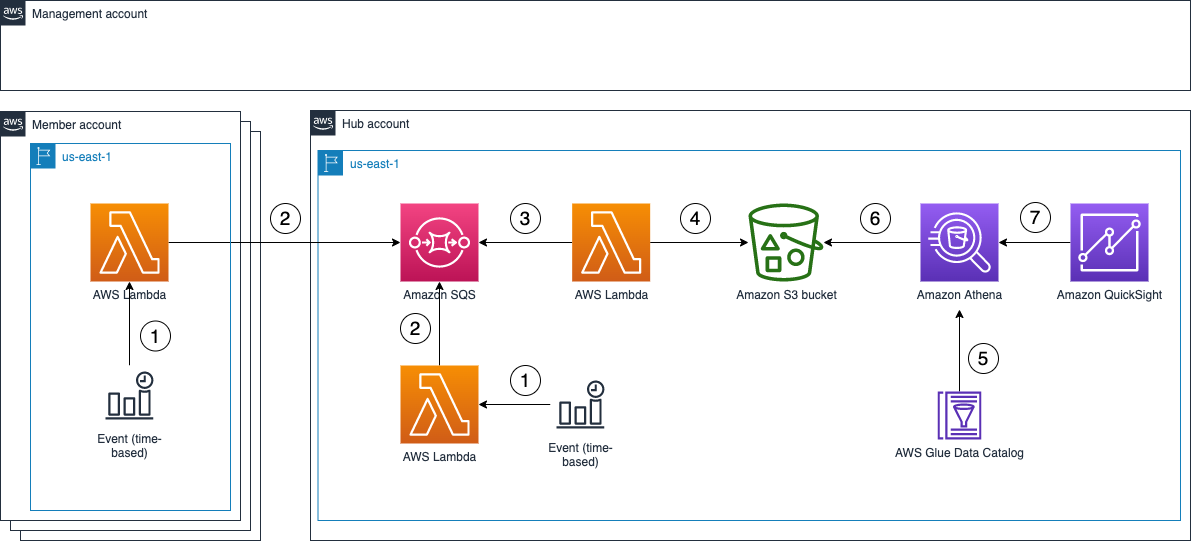 aws Management account
aws Member account
us-east-1
AWS Lambda
1
Event (time-
based)
2
aws Hub account
us-east-1
Amazon SQS
3
AWS Lambda
4
Amazon S3 bucket
6
Amazon Athena
7
Amazon QuickSight
2
AWS Lambda
1
Event (time-
based)
5
AWS Glue Data Catalog